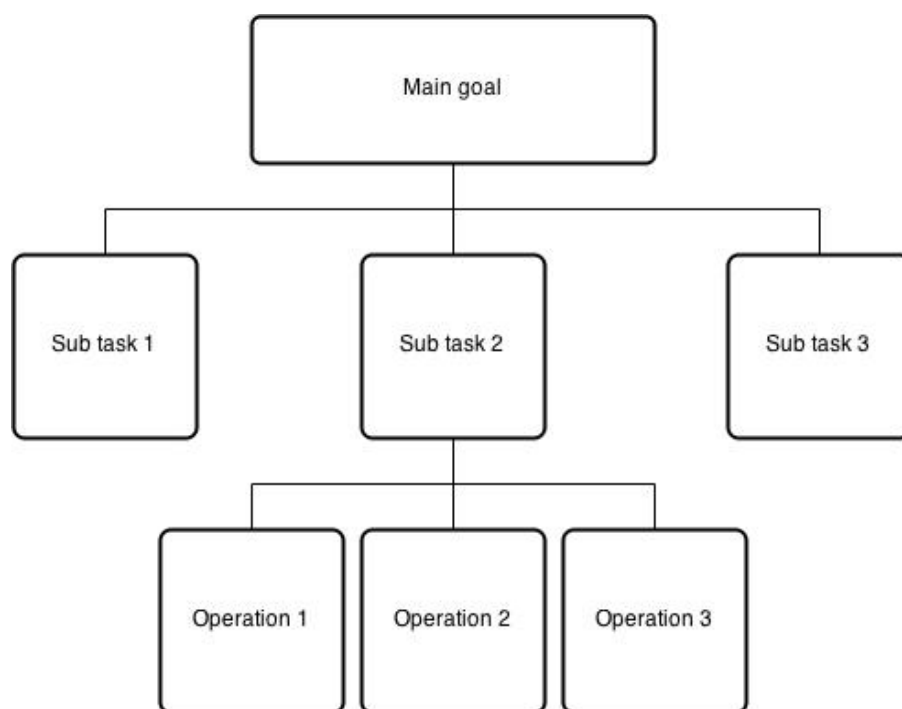 Main goal
Sub task 1
Sub task 2
Sub task 3
Operation 1
Operation 2
Operation 3